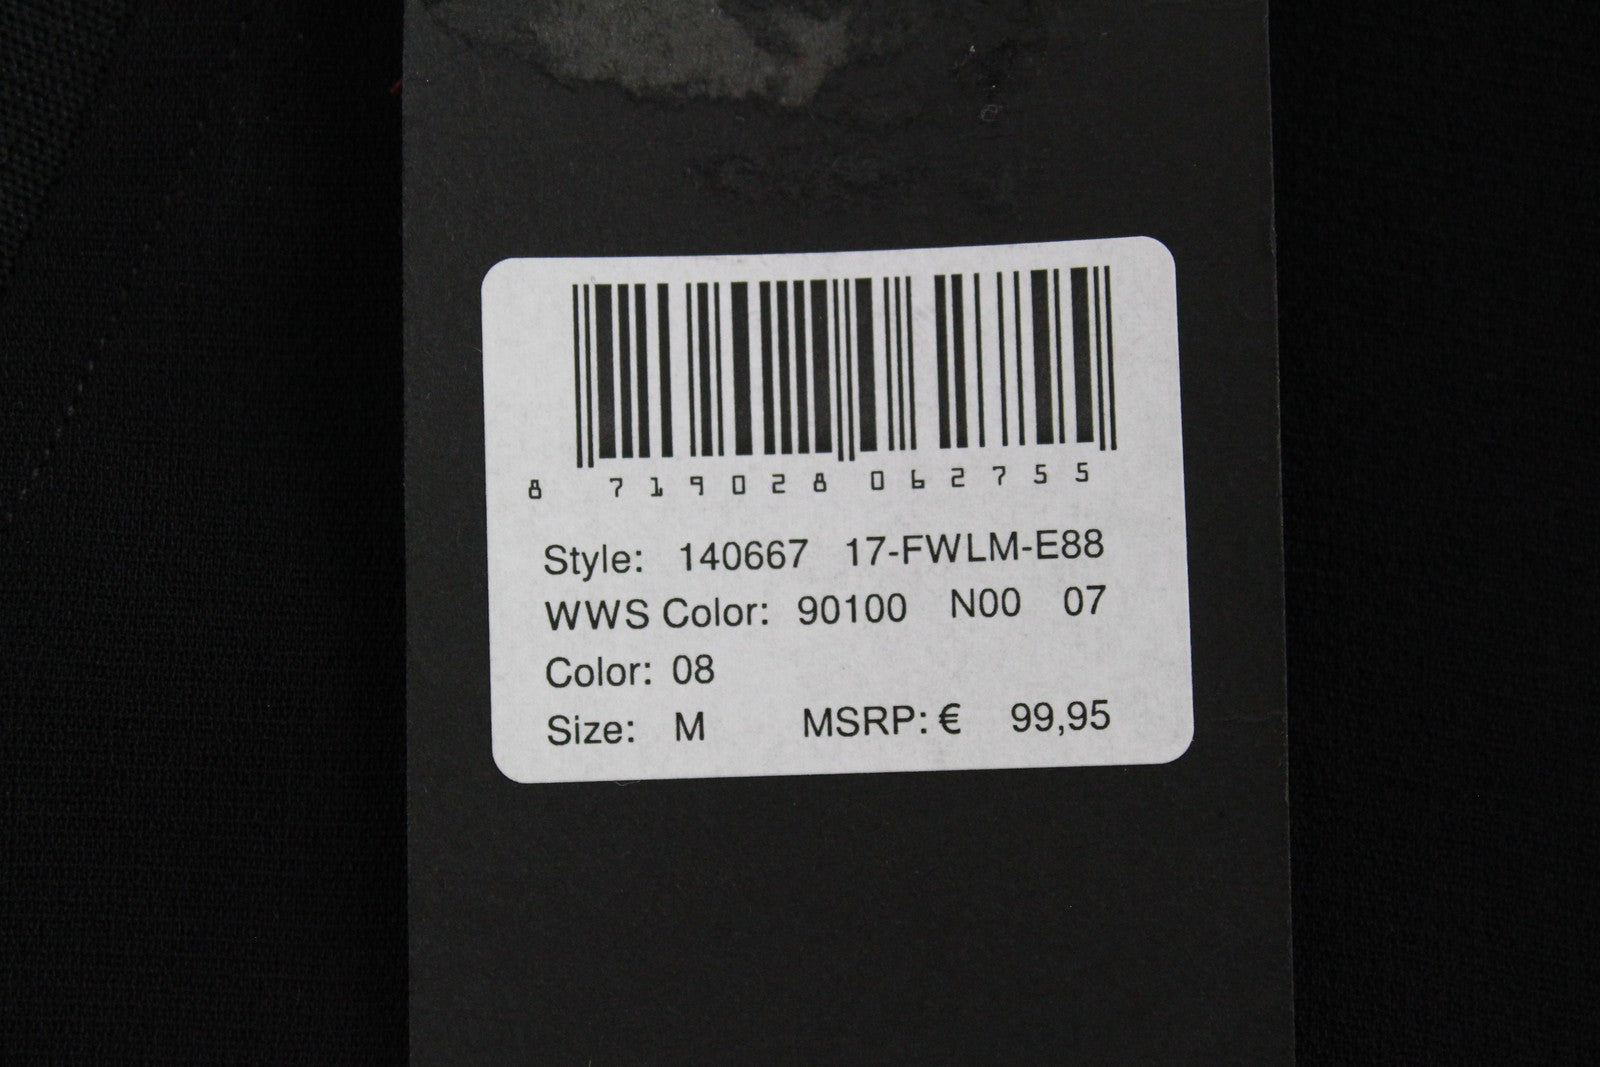 8 719028 062755
Style: 140667 17-FWLM-E88
WWS Color: 90100 N00 07
Color: 08
Size: M MSRP: € 99,95